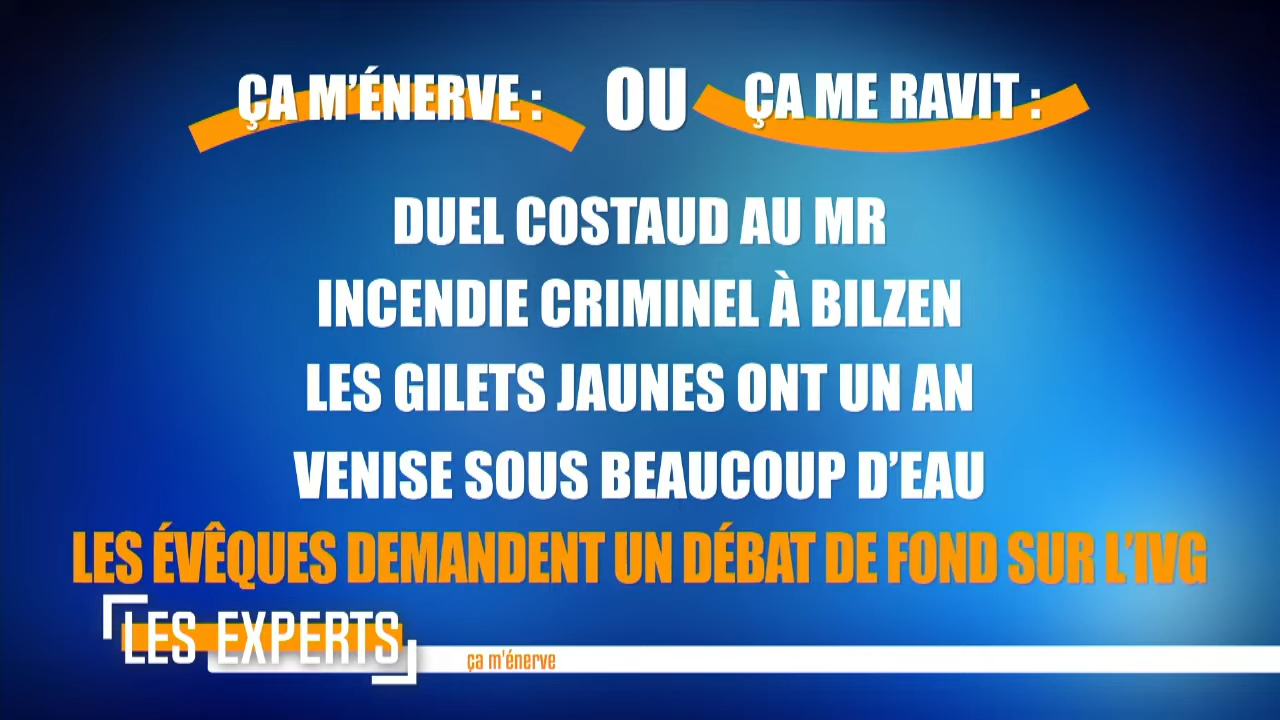 ÇA M'ÉNERVE : OU ÇA ME RAVIT :
DUEL COSTAUD AU MR
INCENDIE CRIMINEL À BILZEN
LES GILETS JAUNES ONT UN AN
VENISE SOUS BEAUCOUP D'EAU
LES ÉVÊQUES DEMANDENT UN DÉBAT DE FOND SUR L'IVG
LES EXPERTS
ça m'énerve